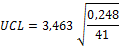 UCL = 3,463 √(0,248/41)